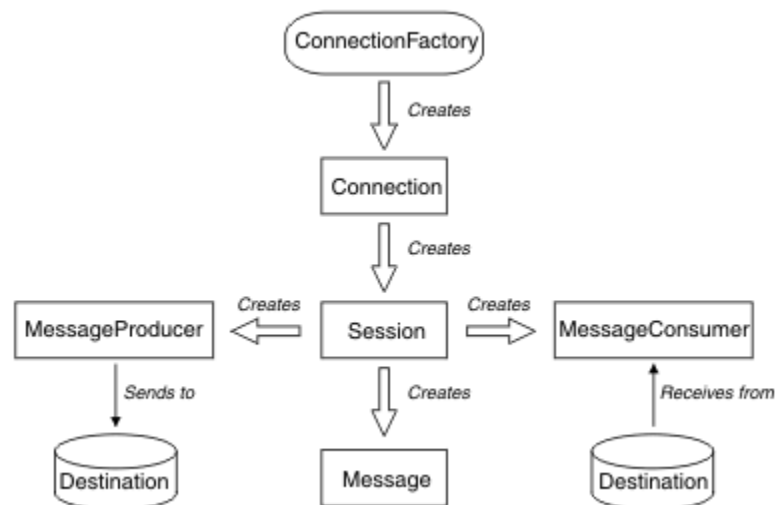 ConnectionFactory
Creates
Connection
Creates
Creates
Creates
MessageProducer
Session
MessageConsumer
Sends to
Creates
Receives from
Destination
Message
Destination